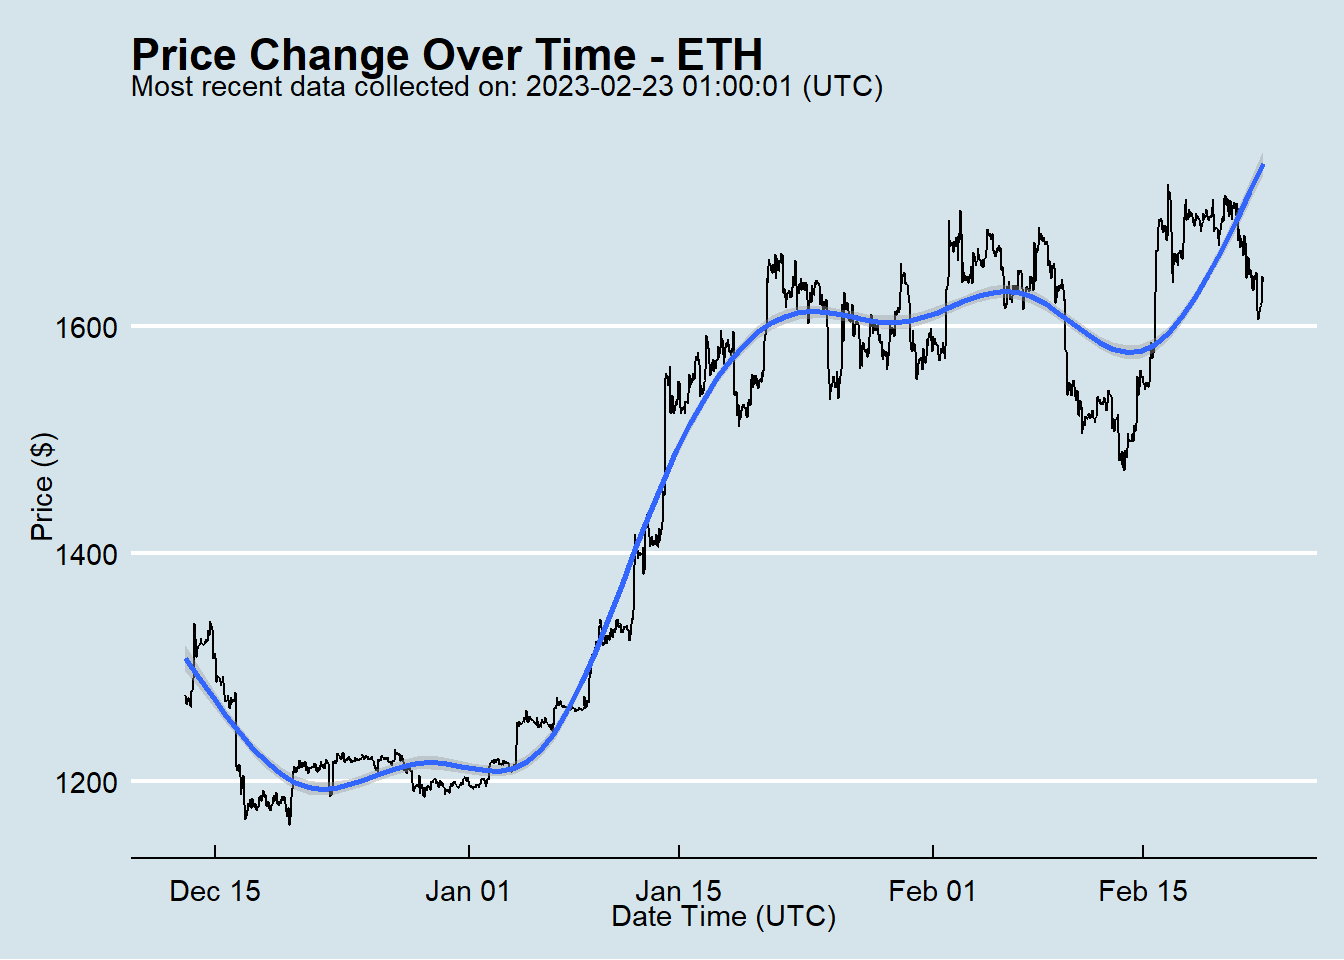 Price Change Over Time - ETH
Most recent data collected on: 2023-02-23 01:00:01 (UTC)
Price ($)
1600
1400
1200
Dec 15
Jan 01
Jan 15
Feb 01
Feb 15
Date Time (UTC)